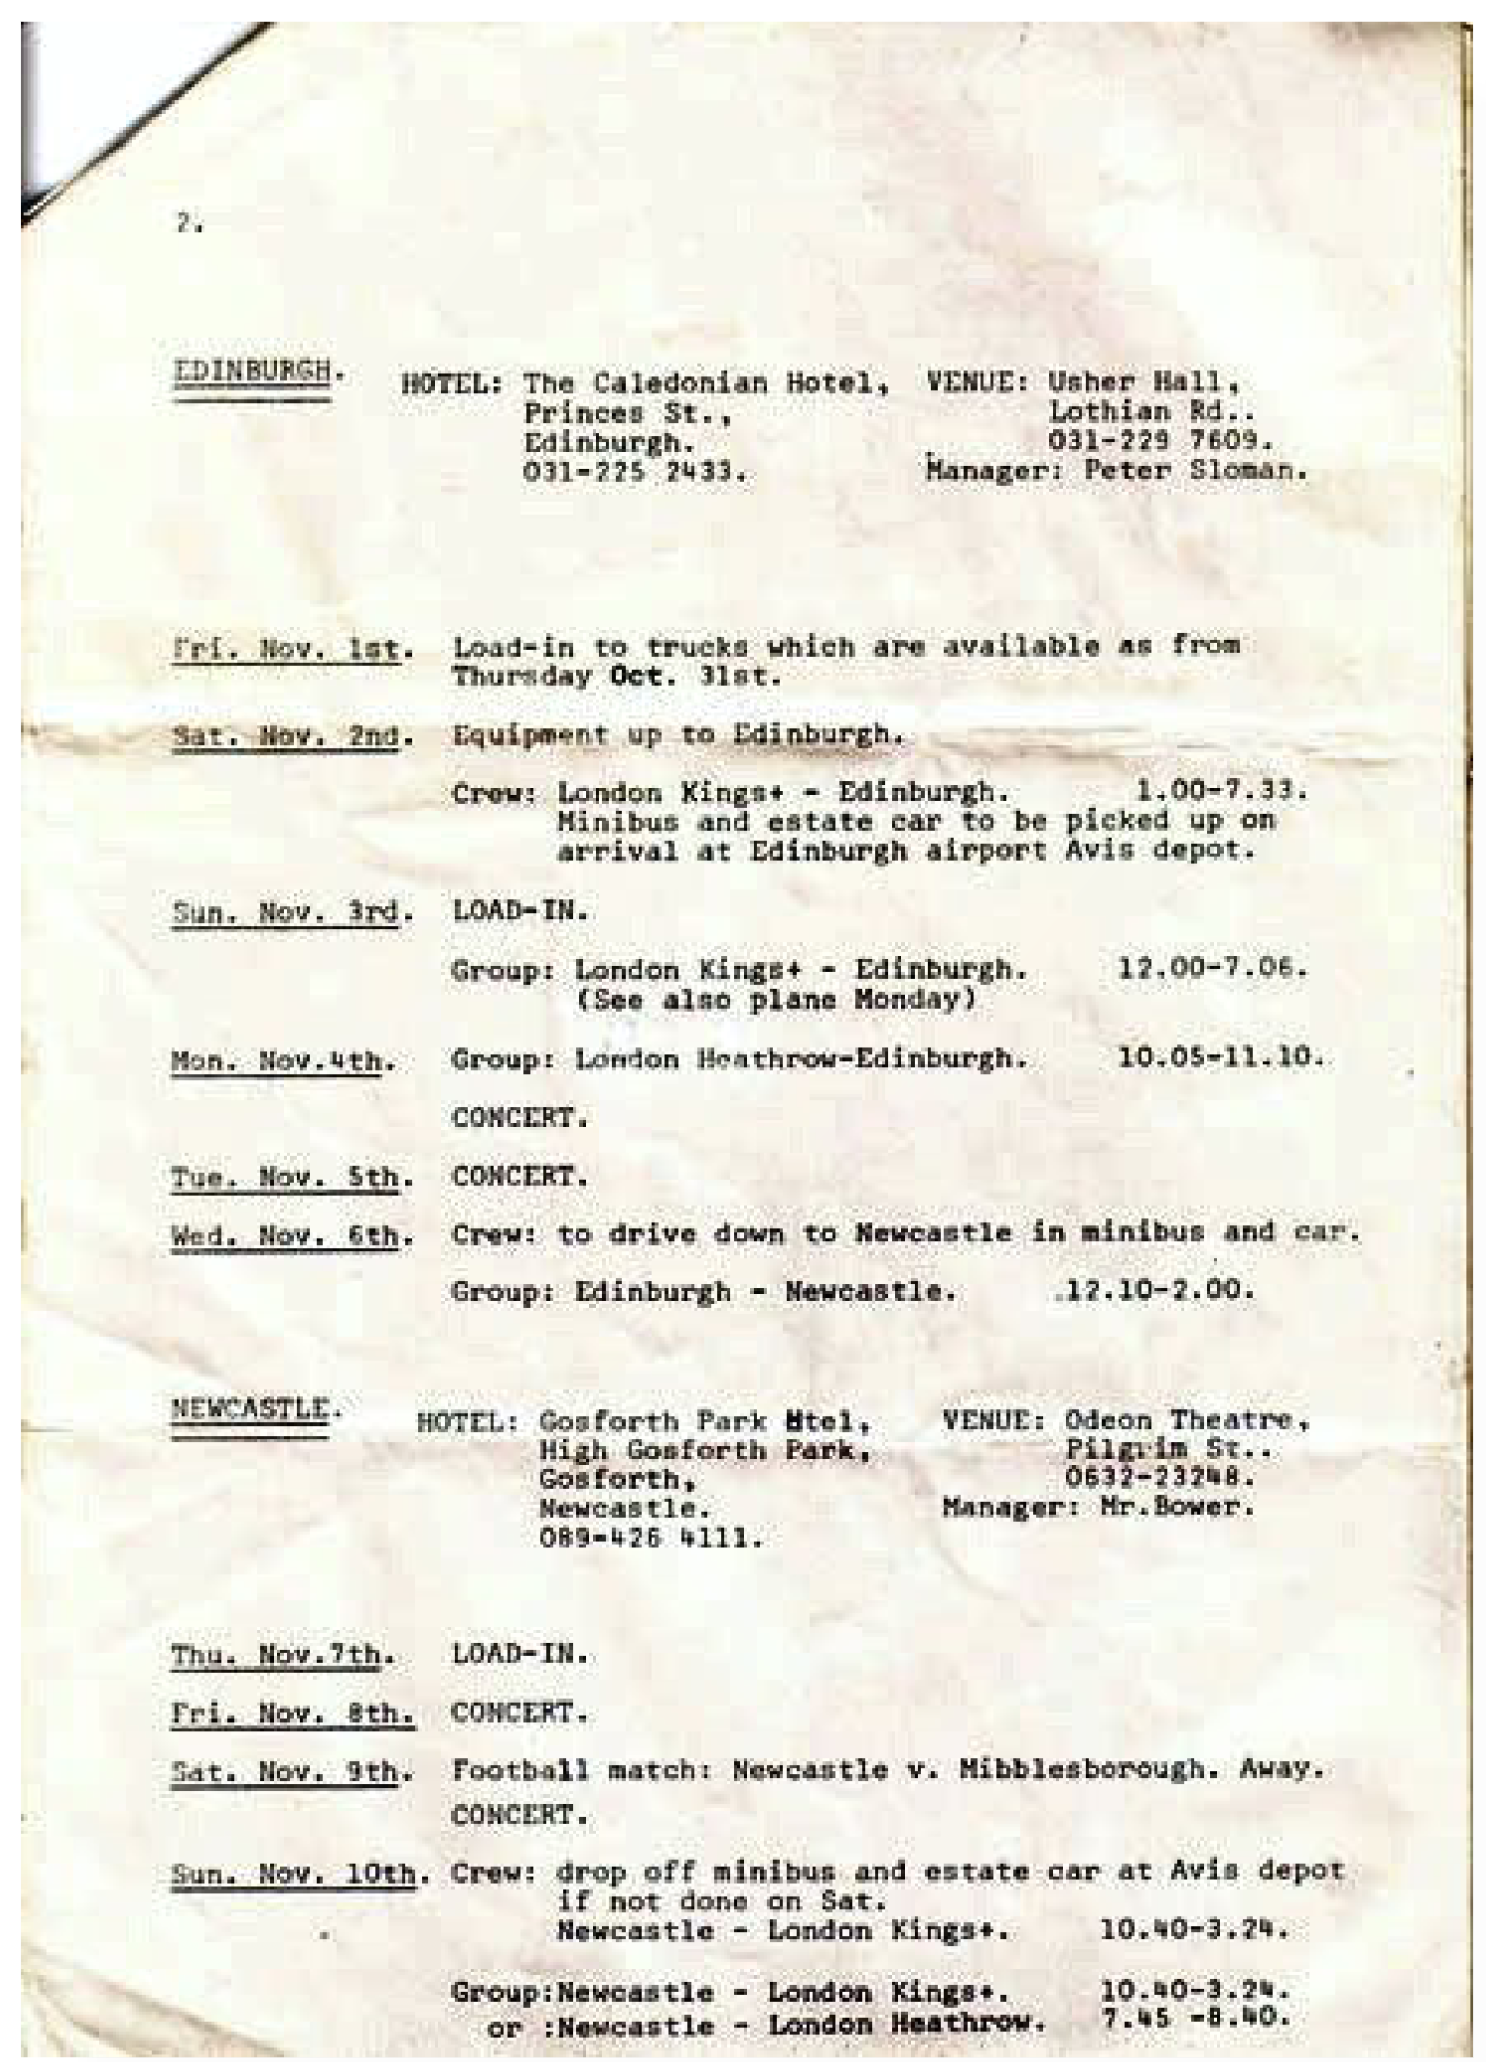 2.
EDINBURGH. HOTEL: The Caledonian Hotel, VENUE: Usher Hall,
Princes St., Lothian Rd..
Edinburgh. 031-229 7609.
031-225 2433. Manager: Peter Sloman.
Fri. Nov. 1st. Load-in to trucks which are available as from
Thursday Oct. 31st.
Sat. Nov. 2nd. Equipment up to Edinburgh.
Crew: London Kings+ - Edinburgh. 1.00-7.33.
Minibus and estate car to be picked up on
arrival at Edinburgh airport Avis depot.
Sun. Nov. 3rd. LOAD-IN.
Group: London Kings+ - Edinburgh. 12.00-7.06.
(See also plane Monday)
Mon. Nov.4th. Group: London Heathrow-Edinburgh. 10.05-11.10.
CONCERT.
Tue. Nov. 5th. CONCERT.
Wed. Nov. 6th. Crew: to drive down to Newcastle in minibus and car.
Group: Edinburgh - Newcastle. 12.10-2.00.
NEWCASTLE. HOTEL: Gosforth Park Htel, VENUE: Odeon Theatre,
High Gosforth Park, Pilgrim St..
Gosforth, 0632-23248.
Newcastle. Manager: Mr.Bower.
089-426 4111.
Thu. Nov.7th. LOAD-IN.
Fri. Nov. 8th. CONCERT.
Sat. Nov. 9th. Football match: Newcastle v. Mibblesborough. Away.
CONCERT.
Sun. Nov. 10th. Crew: drop off minibus and estate car at Avis depot
if not done on Sat.
Newcastle - London Kings+. 10.40-3.24.
Group:Newcastle - London Kings+. 10.40-3.24.
or :Newcastle - London Heathrow. 7.45 -8.40.